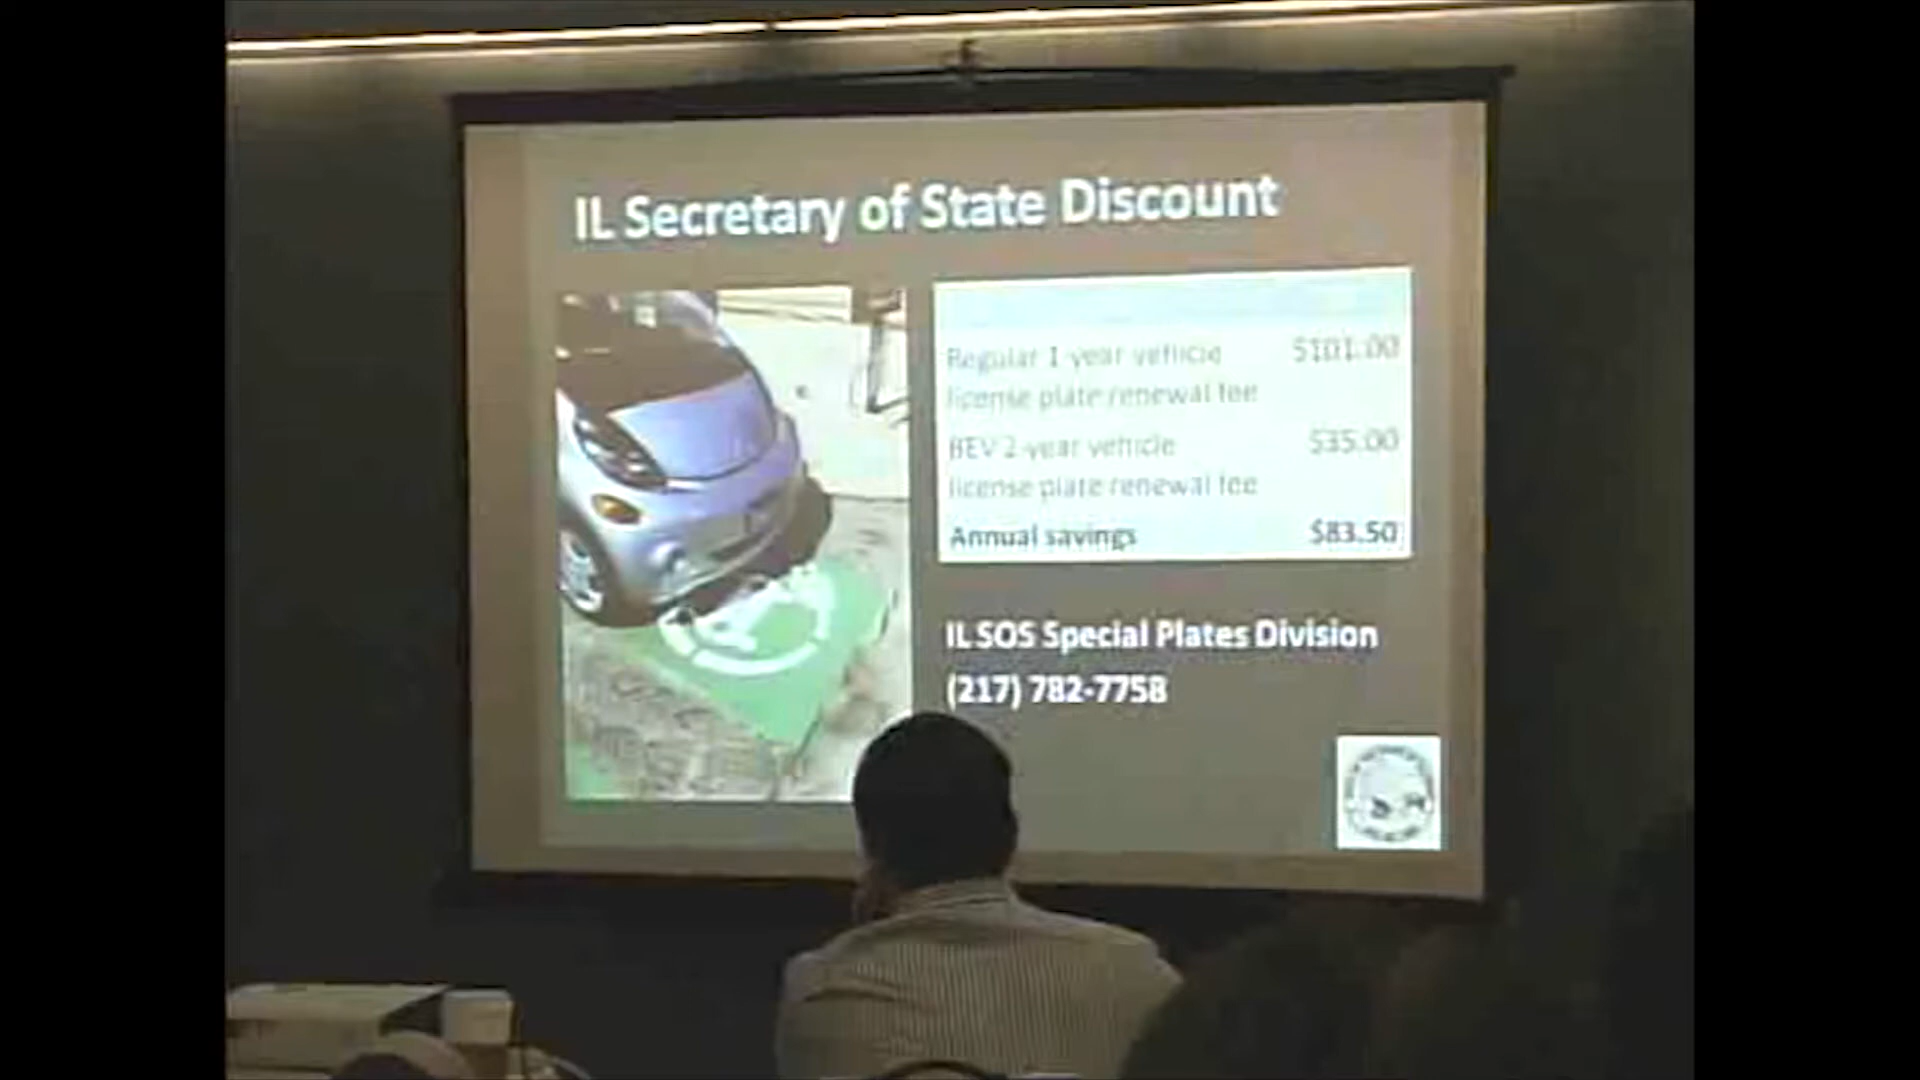 IL Secretary of State Discount
Regular 1-year vehicle $101.00
license plate renewal fee
BEV 2-year vehicle $35.00
license plate renewal fee
Annual savings $83.50
IL SOS Special Plates Division
(217) 782-7758